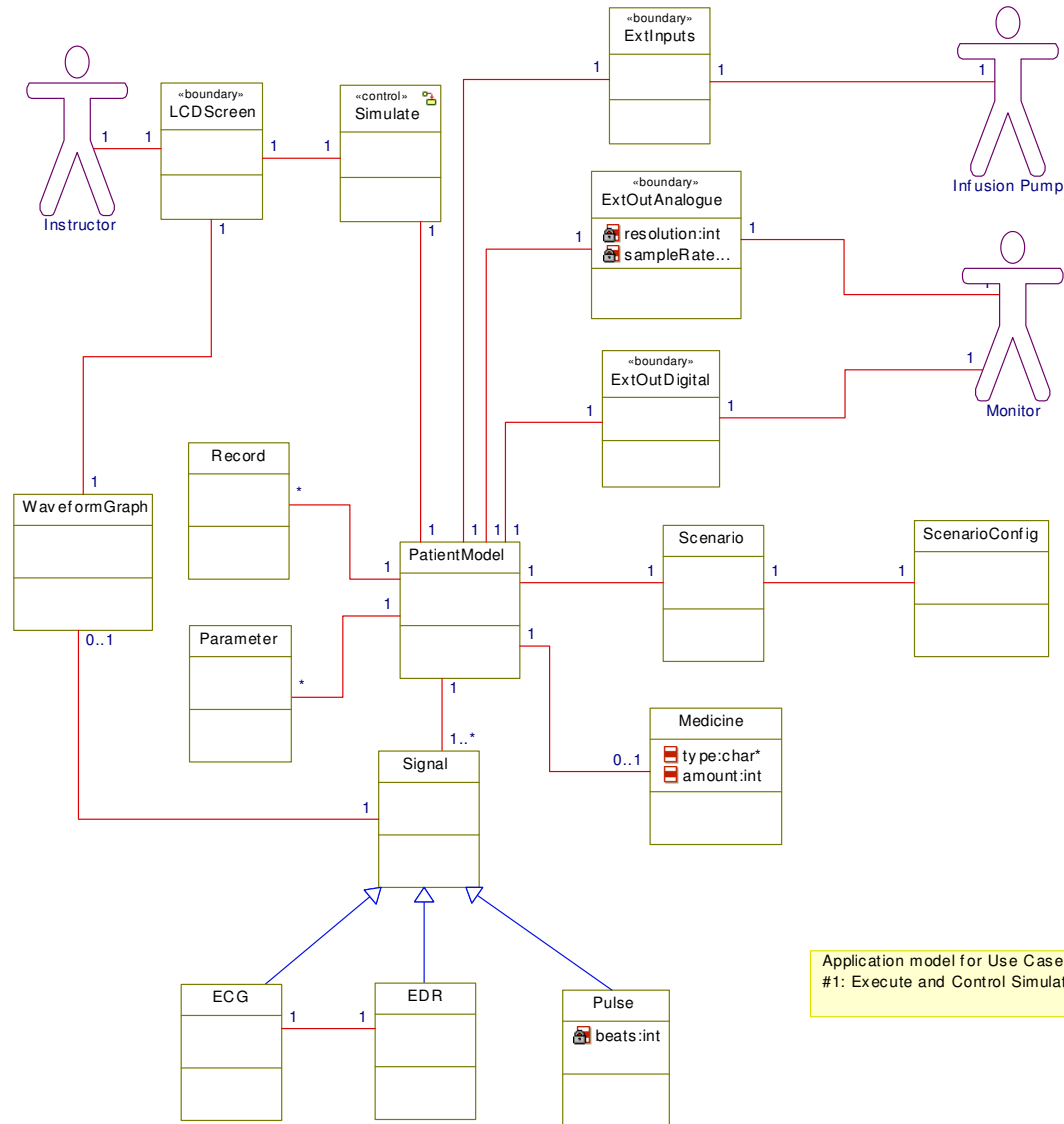 «boundary»
ExtInputs
1
1
1
Infusion Pump
«boundary»
LCDScreen
1
1
1
1
Instructor
«control»
Simulate
1
1
«boundary»
ExtOutAnalogue
resolution:int
sampleRate...
1
1
1
«boundary»
ExtOutDigital
1
1
1
Monitor
Record
*
1
WaveformGraph
0..1
1
1
1
1
PatientModel
1
1
1
1
Scenario
1
1
1
ScenarioConfig
Parameter
*
1
1..*
Signal
1
Medicine
type:char*
amount:int
0..1
ECG
1
1
EDR
Pulse
beats:int
Application model for Use Case
#1: Execute and Control Simulat